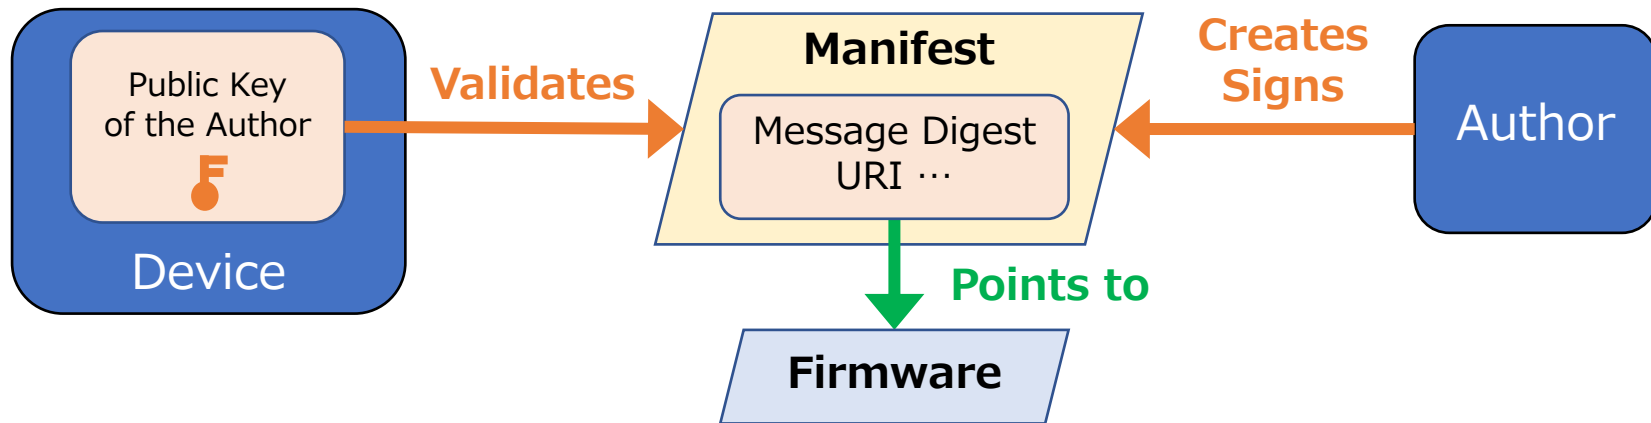 Public Key
of the Author
Device
Validates
Manifest
Message Digest
URI ⋯
Points to
Firmware
Creates
Signs
Author